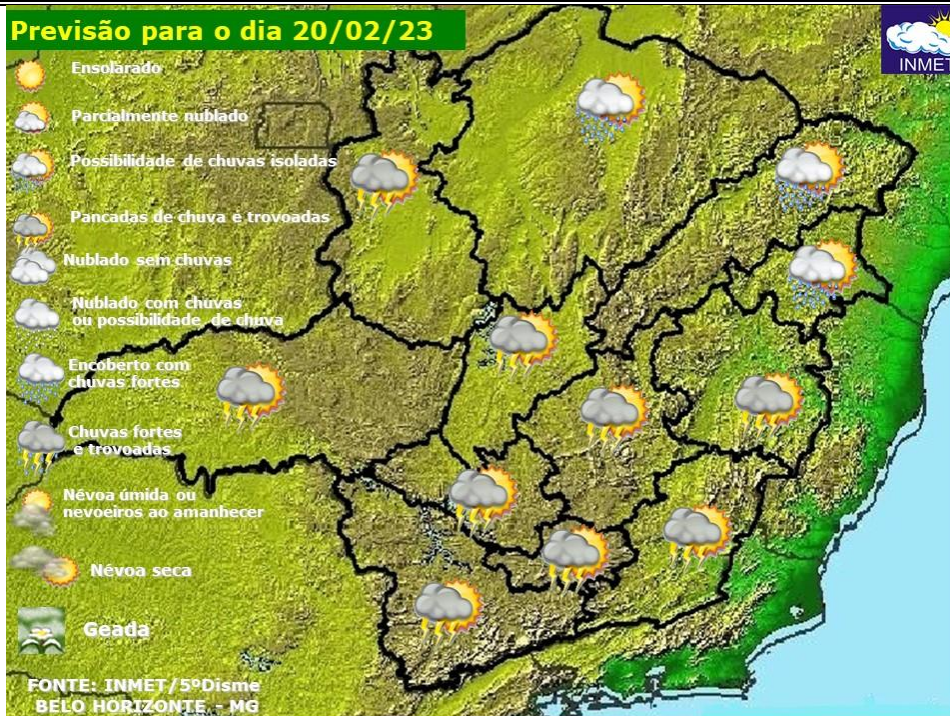 Previsão para o dia 20/02/23
INMET
Ensolarado
Parcialmente nublado
Possibilidade de chuvas isoladas
Pancadas de chuva e trovoadas
Nublado sem chuvas
Nublado com chuvas
ou possibilidade de chuva
Encoberto com
chuvas fortes
Chuvas fortes
e trovoadas
Névoa úmida ou
nevoeiros ao amanhecer
Névoa seca
Geada
FONTE: INMET/5ºDisme
BELO HORIZONTE - MG